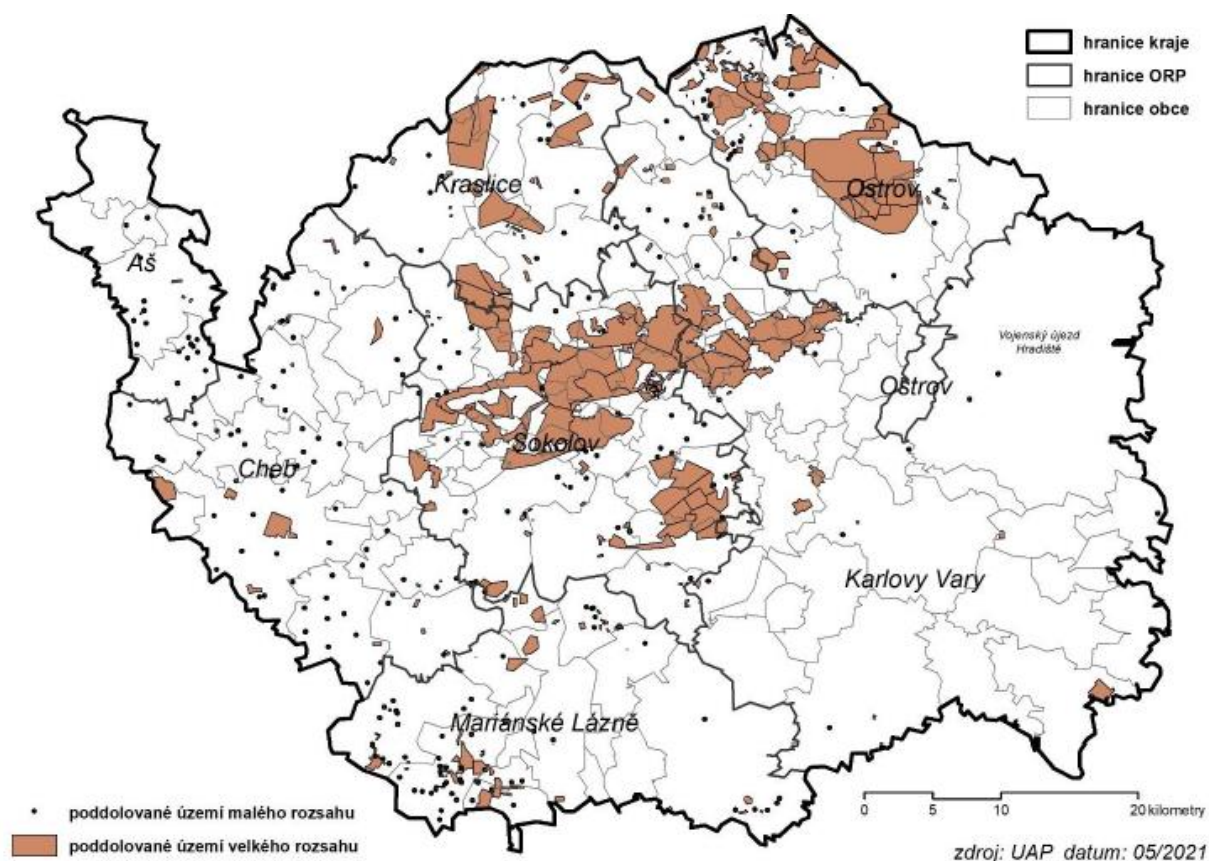 hranice kraje
hranice ORP
hranice obce
Kraslice
Ostrov
Aš
Vojenský újezd
Hradiště
Ostrov
Sokolov
Cheb
Karlovy Vary
Mariánské Lázně
0 5 10 20 kilometry
poddolované území malého rozsahu
poddolované území velkého rozsahu
zdroj: UAP datum: 05/2021